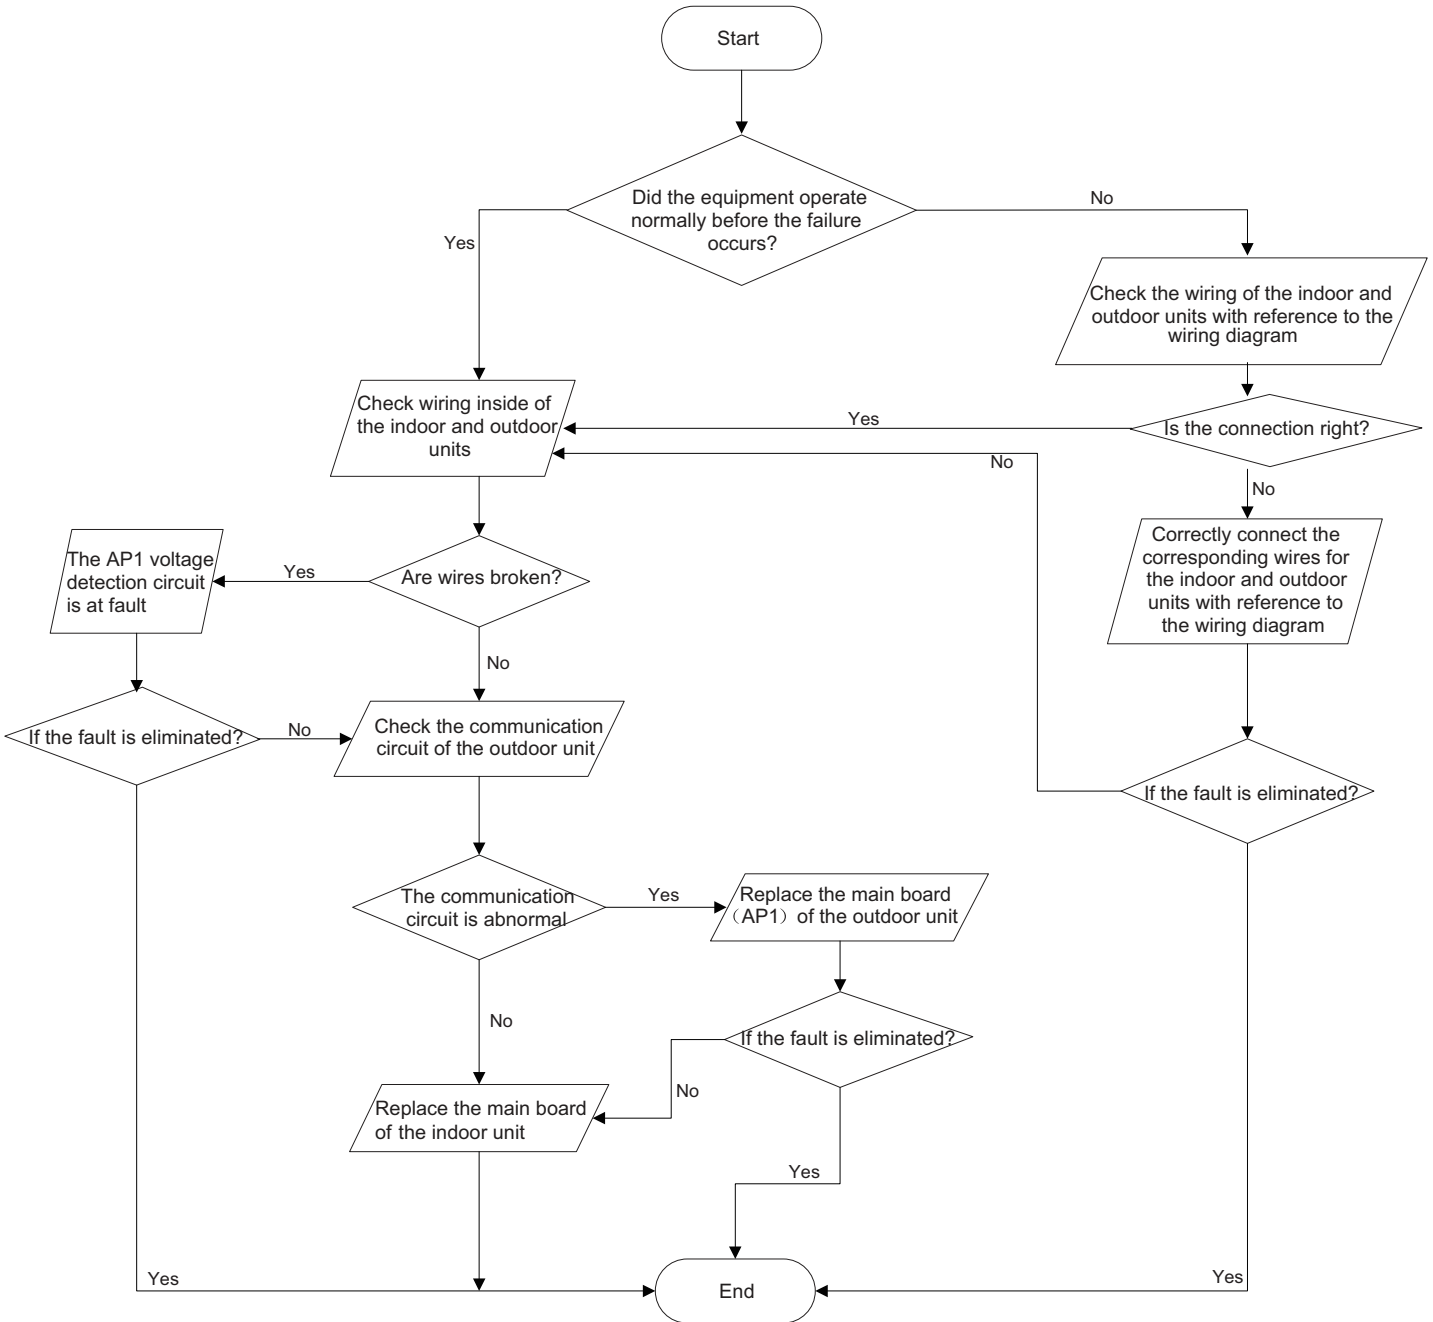 Start
Did the equipment operate
normally before the failure
occurs?
No
Yes
Check the wiring of the indoor and
outdoor units with reference to the
wiring diagram
Check wiring inside of
the indoor and outdoor
units
Yes
Is the connection right?
No
No
Correctly connect the
corresponding wires for
the indoor and outdoor
units with reference to
the wiring diagram
The AP1 voltage
detection circuit
is at fault
Yes
Are wires broken?
No
If the fault is eliminated?
No
Check the communication
circuit of the outdoor unit
If the fault is eliminated?
The communication
circuit is abnormal
Yes
Replace the main board
（AP1）of the outdoor unit
No
If the fault is eliminated?
No
Replace the main board
of the indoor unit
Yes
Yes
End
Yes